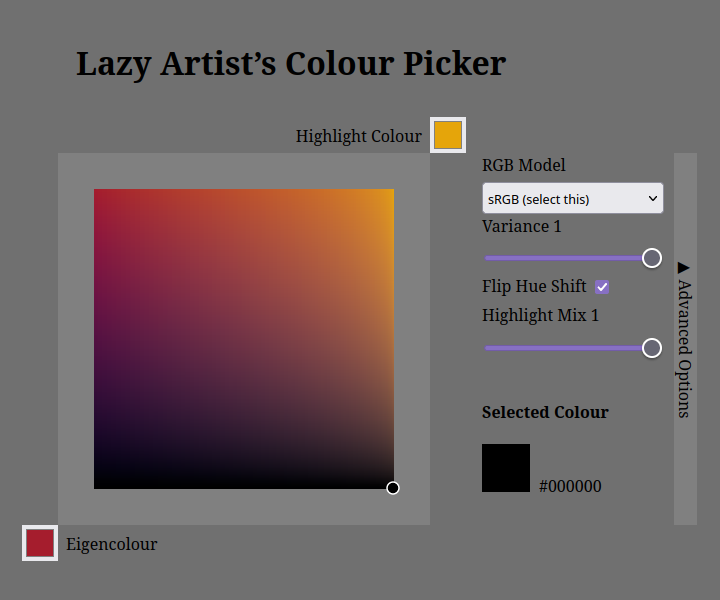 Lazy Artist’s Colour Picker
Highlight Colour
RGB Model
sRGB (select this)
Variance 1
Flip Hue Shift
Highlight Mix 1
▶ Advanced Options
Selected Colour
#000000
Eigencolour